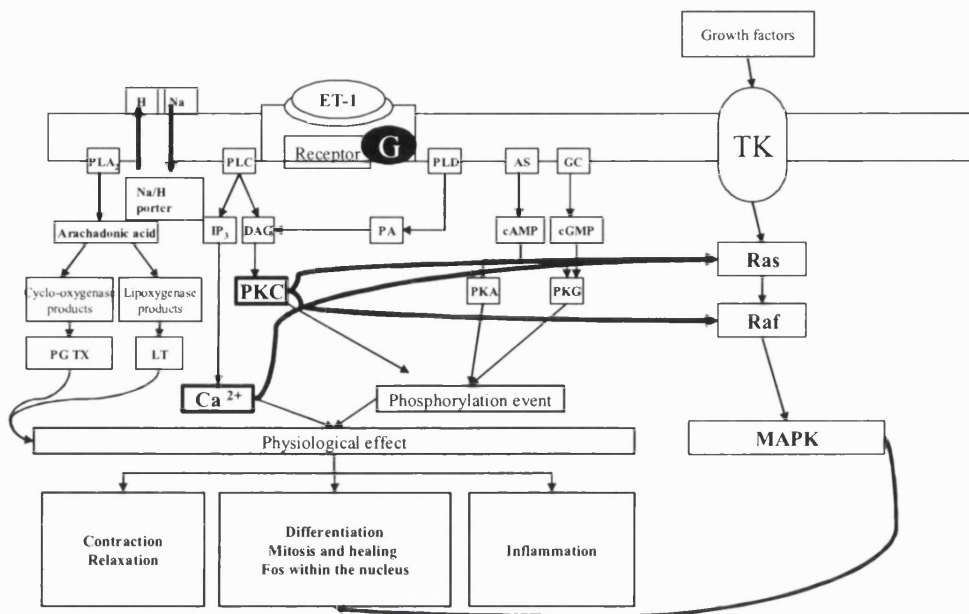 Growth factors
H Na
ET-1
TK
G
Receptor
PLA2
PLC
PLD
AS
GC
Na/H
porter
Arachadonic acid
IP3
DAG
PA
cAMP
cGMP
Ras
Cyclo-oxygenase
products
Lipoxygenase
products
PKC
PKA
PKG
Raf
PG TX
LT
Ca 2+
Phosphorylation event
Physiological effect
MAPK
Contraction
Relaxation
Differentiation
Mitosis and healing
Fos within the nucleus
Inflammation